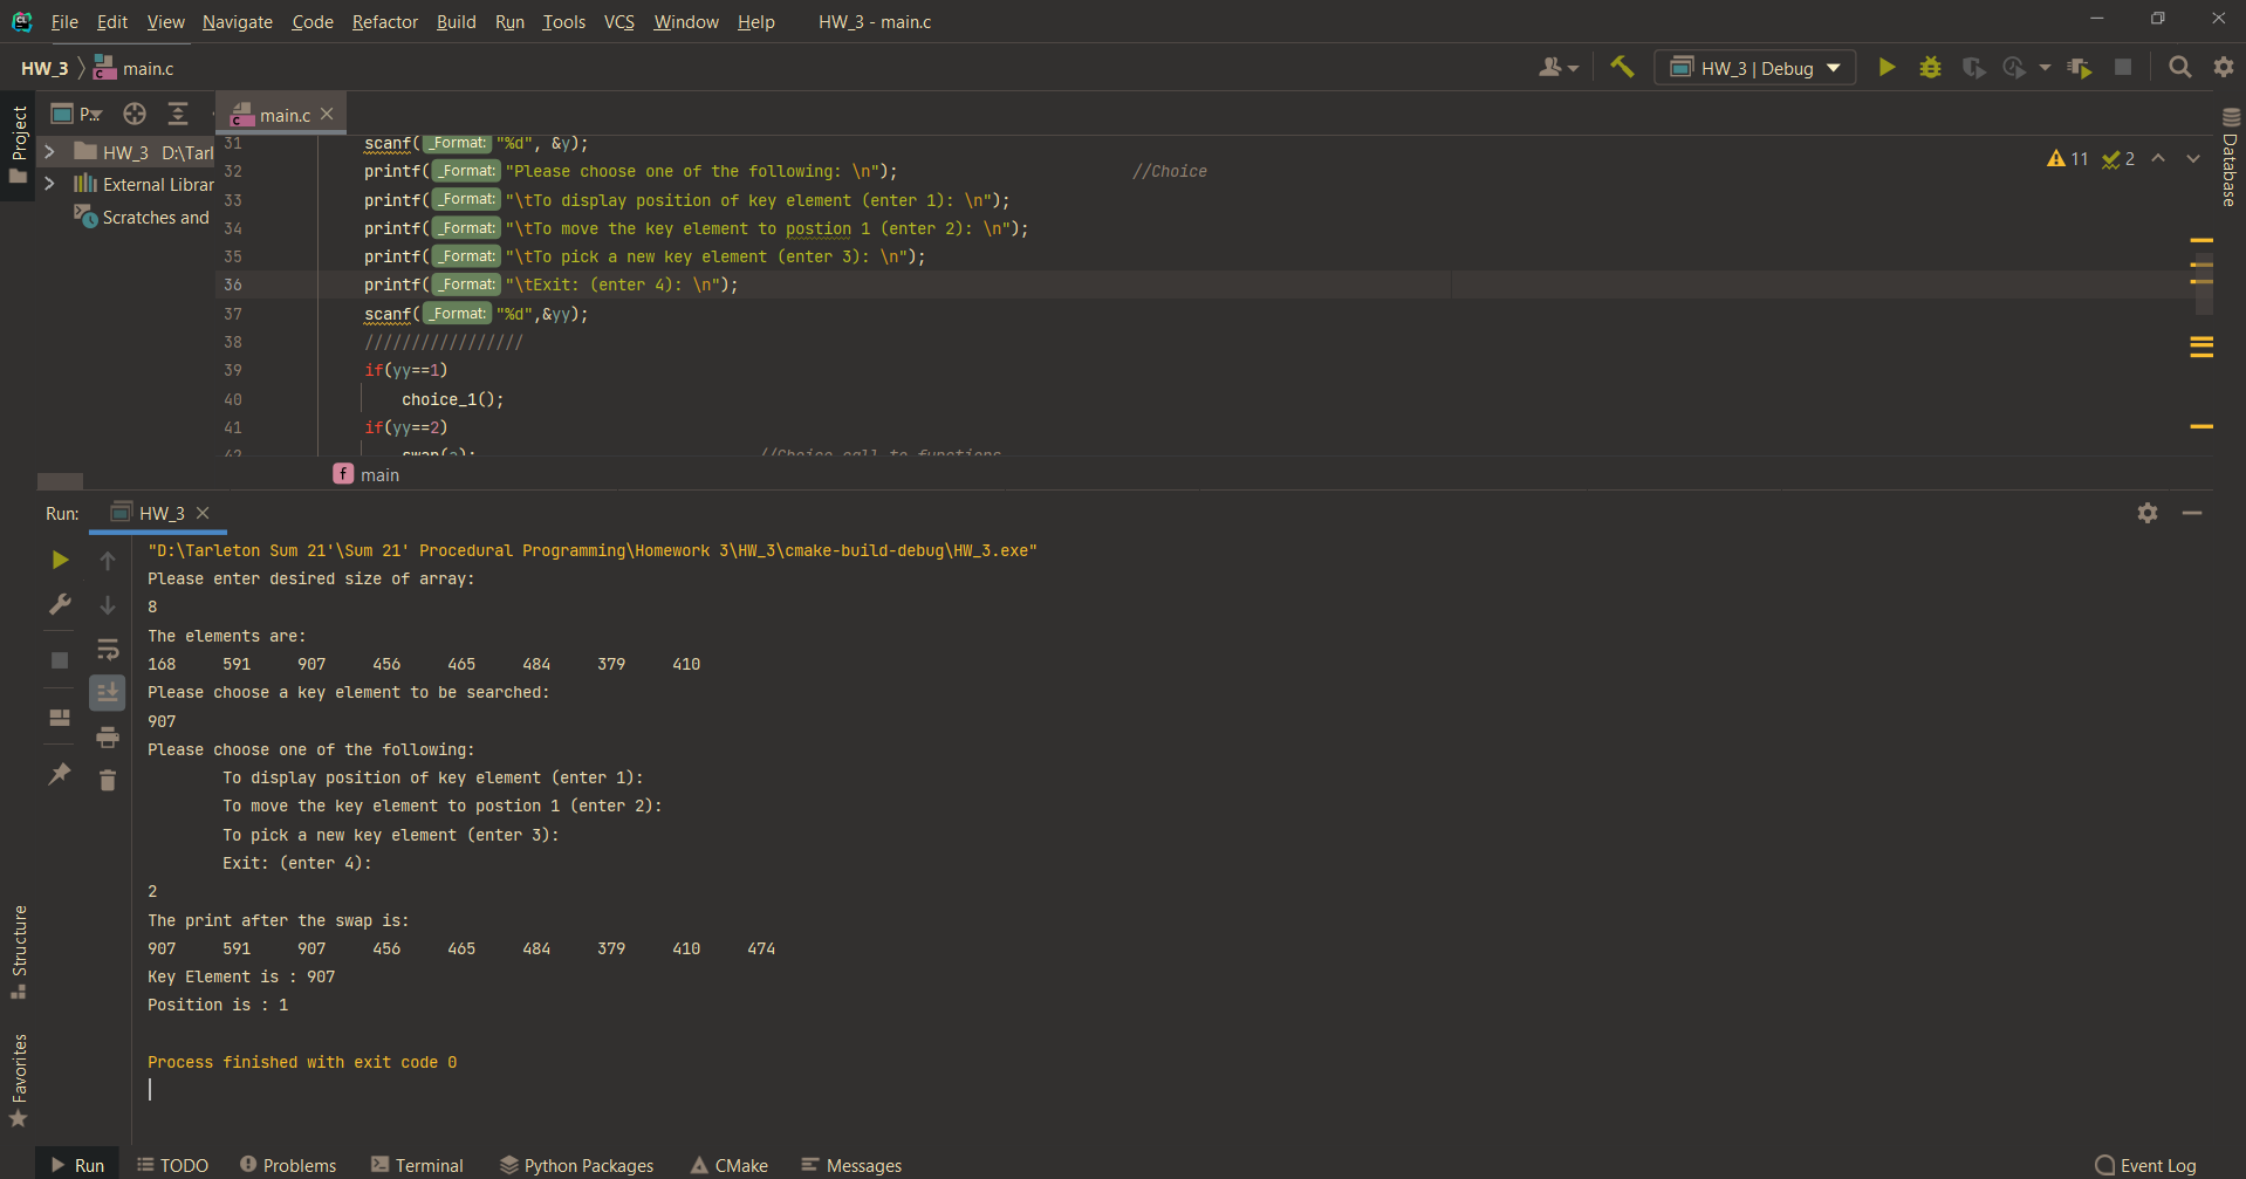 File Edit View Navigate Code Refactor Build Run Tools VCS Window Help HW_3 - main.c
HW_3 main.c HW_3 | Debug
Project P... main.c
HW_3 D:\Tarl
External Librar
Scratches and
11 2
Database
31 scanf( _Format: "%d", &y);
32 printf( _Format: "Please choose one of the following: \n"); //Choice
33 printf( _Format: "\tTo display position of key element (enter 1): \n");
34 printf( _Format: "\tTo move the key element to postion 1 (enter 2): \n");
35 printf( _Format: "\tTo pick a new key element (enter 3): \n");
36 printf( _Format: "\tExit: (enter 4): \n");
37 scanf( _Format: "%d",&yy);
38 /////////////////
39 if(yy==1)
40 choice_1();
41 if(yy==2)
42 swap(a); //Choice call to functions
f main
Run: HW_3
"D:\Tarleton Sum 21'\Sum 21' Procedural Programming\Homework 3\HW_3\cmake-build-debug\HW_3.exe"
Please enter desired size of array:
8
The elements are:
168 591 907 456 465 484 379 410
Please choose a key element to be searched:
907
Please choose one of the following:
To display position of key element (enter 1):
To move the key element to postion 1 (enter 2):
To pick a new key element (enter 3):
Exit: (enter 4):
2
The print after the swap is:
907 591 907 456 465 484 379 410 474
Key Element is : 907
Position is : 1
Process finished with exit code 0
Structure
Favorites
Run TODO Problems Terminal Python Packages CMake Messages Event Log